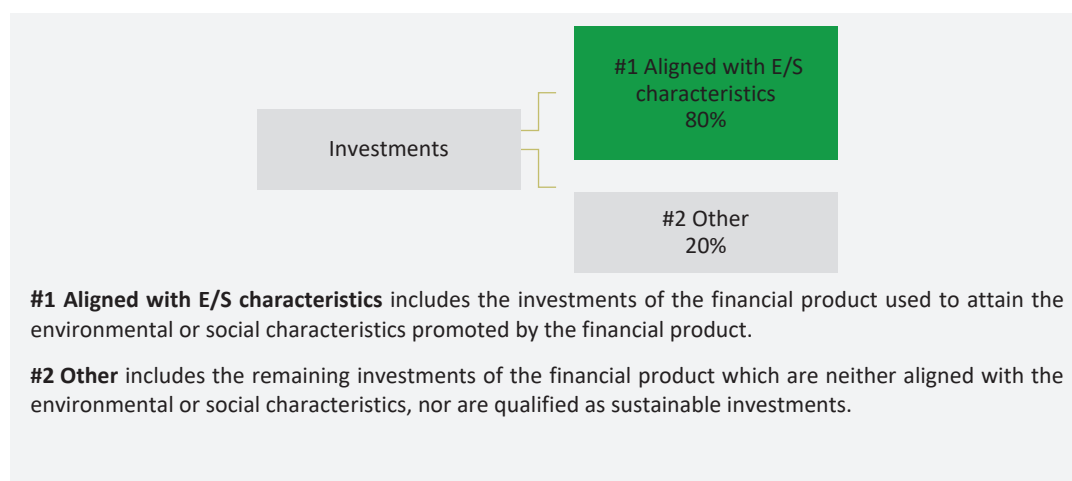 #1 Aligned with E/S
characteristics
80%
Investments
#2 Other
20%
#1 Aligned with E/S characteristics includes the investments of the financial product used to attain the
environmental or social characteristics promoted by the financial product.
#2 Other includes the remaining investments of the financial product which are neither aligned with the
environmental or social characteristics, nor are qualified as sustainable investments.